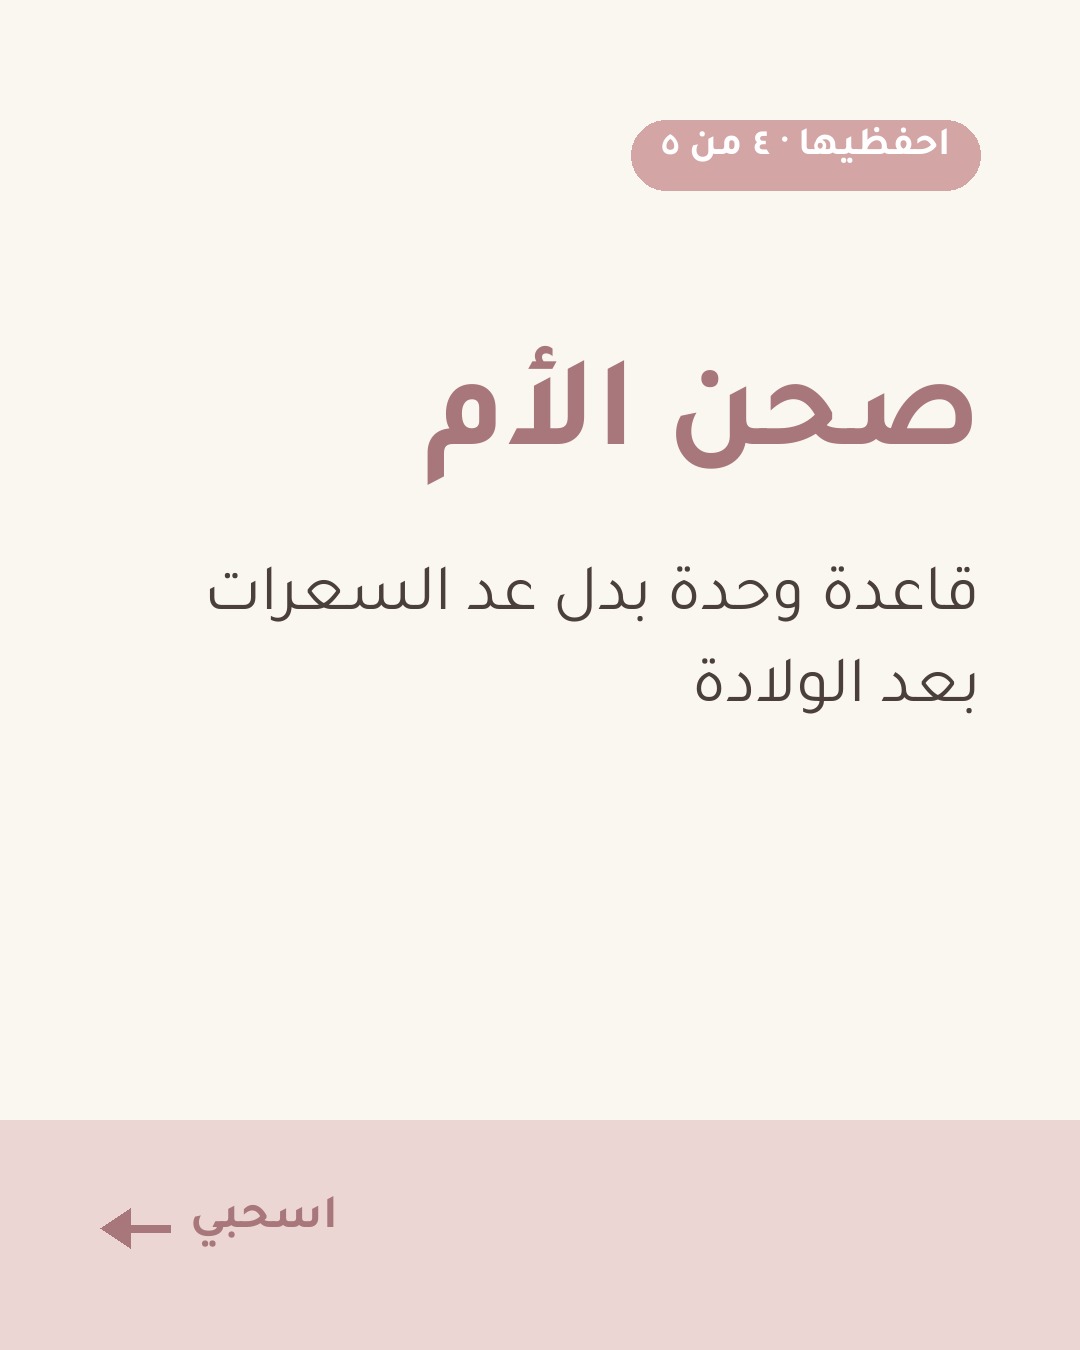 احفظيها · ٤ من ٥
صحن الأم
قاعدة وحدة بدل عد السعرات
بعد الولادة
اسحبي